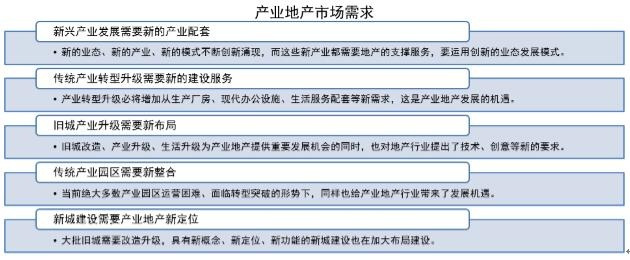 产业地产市场需求
新兴产业发展需要新的产业配套
• 新的业态、新的产业、新的模式不断创新涌现，而这些新产业都需要地产的支撑服务，要运用创新的业态发展模式。
传统产业转型升级需要新的建设服务
• 产业转型升级必将增加从生产厂房、现代办公设施、生活服务配套等新需求，这是产业地产发展的机遇。
旧城产业升级需要新布局
• 旧城改造、产业升级、生活升级为产业地产提供重要发展机会的同时，也对地产行业提出了技术、创意等新的要求。
传统产业园区需要新整合
• 当前绝大多数产业园区运营困难、面临转型突破的形势下，同样也给产业地产行业带来了发展机遇。
新城建设需要产业地产新定位
• 大批旧城需要改造升级，具有新概念、新定位、新功能的新城建设也在加大布局建设。